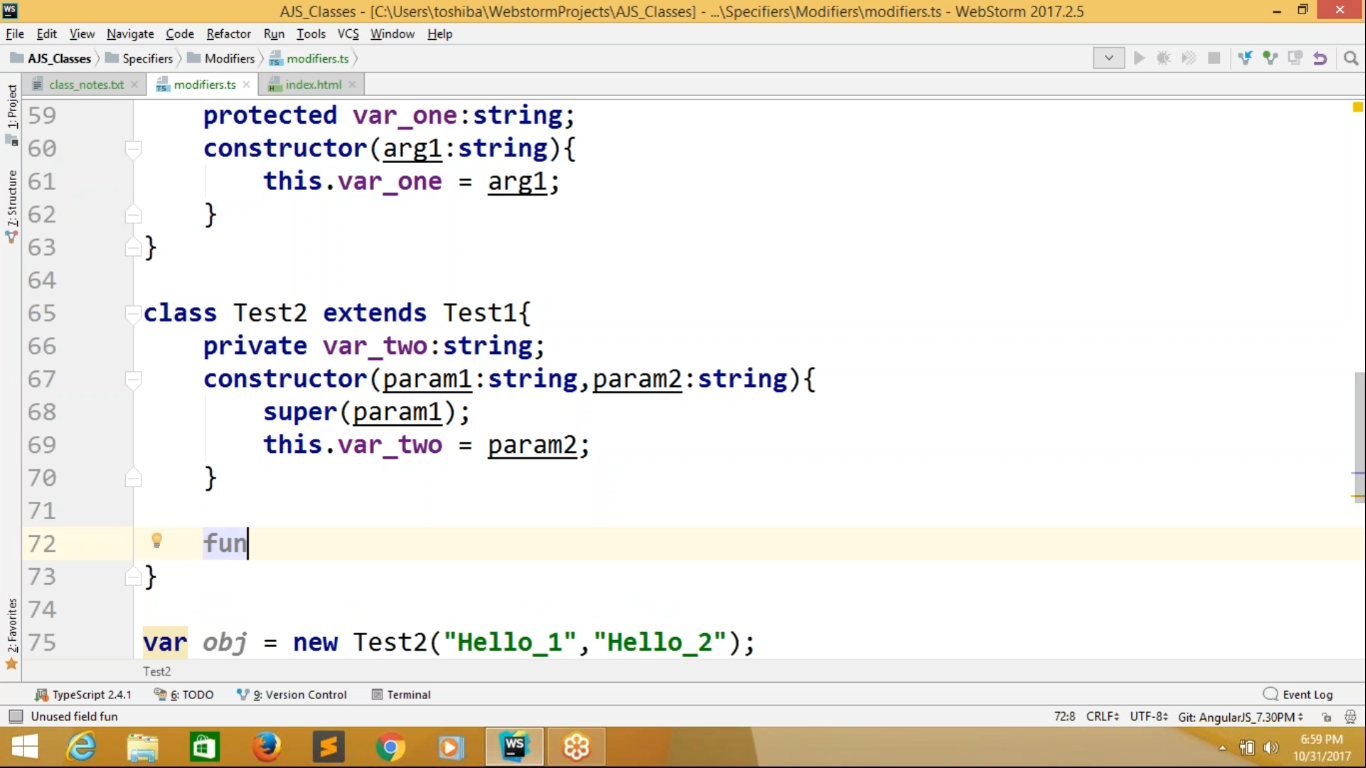 WS
AJS_Classes - [C:\Users\toshiba\WebstormProjects\AJS_Classes] - ...\Specifiers\Modifiers\modifiers.ts - WebStorm 2017.2.5
File Edit View Navigate Code Refactor Run Tools VCS Window Help
AJS_Classes Specifiers Modifiers modifiers.ts
class_notes.txt modifiers.ts index.html
1: Project
7: Structure
2: Favorites
59 protected var_one:string;
60 constructor(arg1:string){
61 this.var_one = arg1;
62 }
63 }
64
65 class Test2 extends Test1{
66 private var_two:string;
67 constructor(param1:string,param2:string){
68 super(param1);
69 this.var_two = param2;
70 }
71
72 fun
73 }
74
75 var obj = new Test2("Hello_1","Hello_2");
Test2
TypeScript 2.4.1 6: TODO 9: Version Control Terminal Event Log
Unused field fun 72:8 CRLF÷ UTF-8÷ Git: AngularJS_7.30PM÷
WS
6:59 PM
10/31/2017